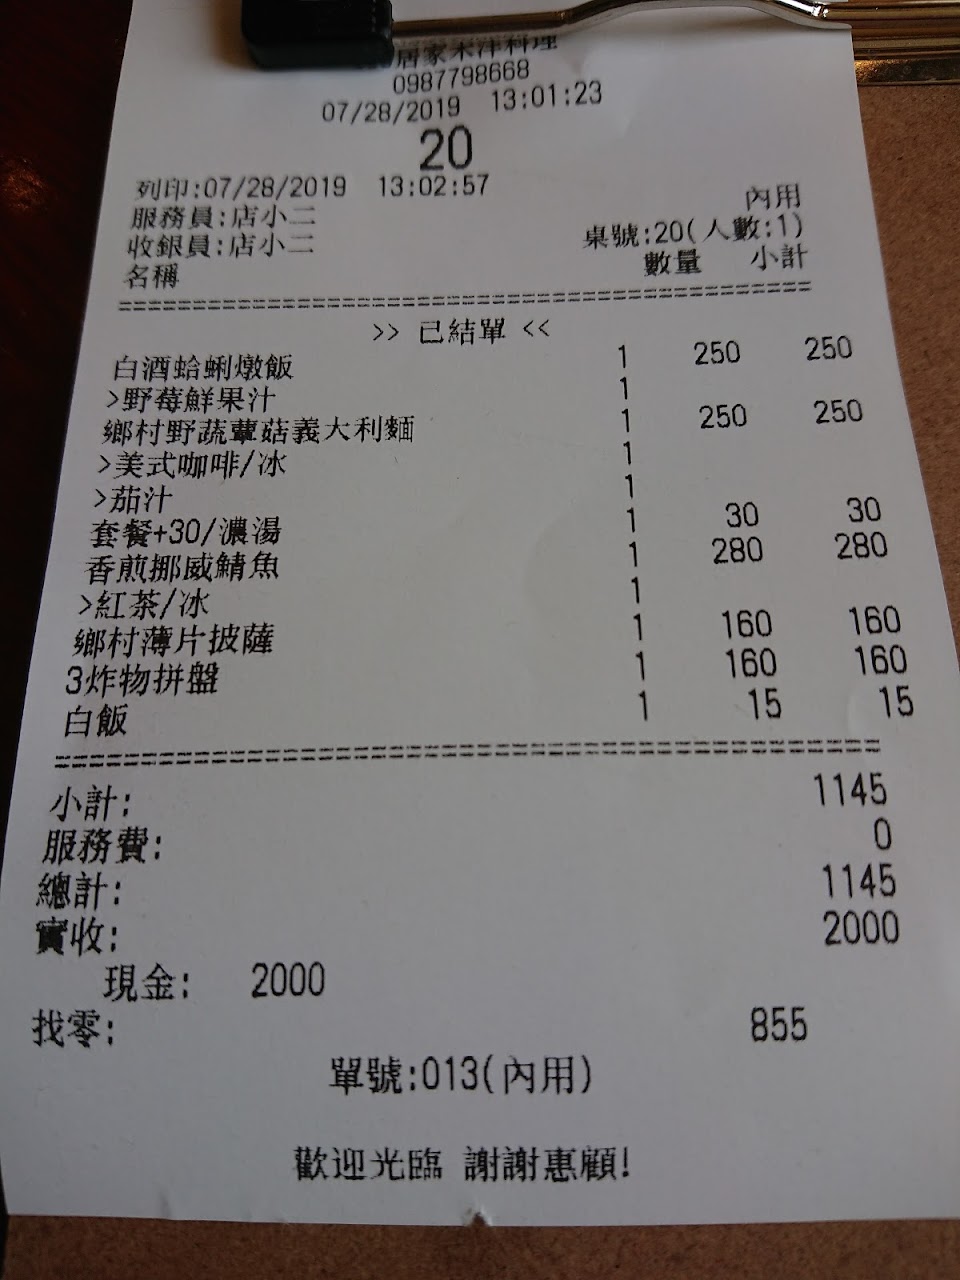 居家米洋料理
0987798668
07/28/2019 13:01:23
20
列印:07/28/2019 13:02:57
服務員:店小二 內用
收銀員:店小二 桌號:20(人數:1)
名稱 數量 小計
==================================================
>> 已結單 <<
白酒蛤蜊燉飯 1 250 250
>野莓鮮果汁 1
鄉村野蔬蕈菇義大利麵 1 250 250
>美式咖啡/冰 1
>茄汁 1
套餐+30/濃湯 1 30 30
香煎挪威鯖魚 1 280 280
>紅茶/冰 1
鄉村薄片披薩 1 160 160
3炸物拼盤 1 160 160
白飯 1 15 15
==================================================
小計: 1145
服務費: 0
總計: 1145
實收: 2000
現金: 2000
找零: 855
單號:013(內用)
歡迎光臨 謝謝惠顧!